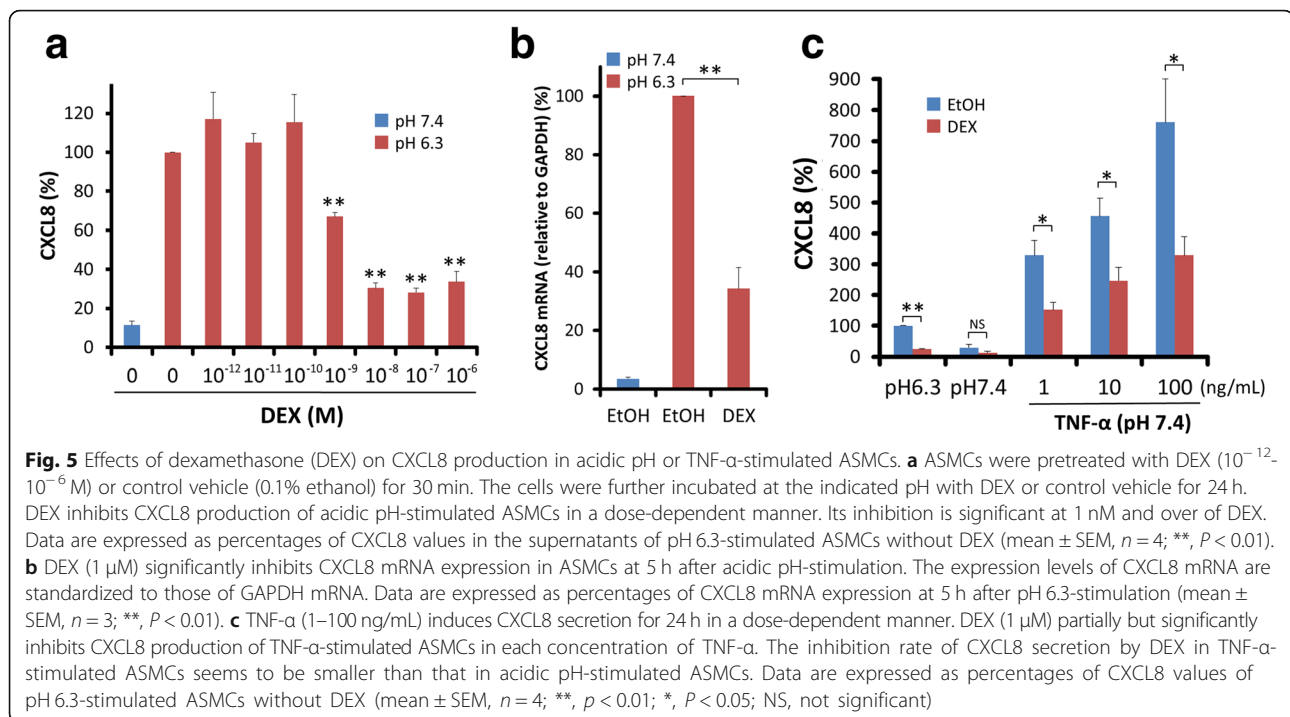 a
CXCL8 (%)
120
100
80
60
40
20
0
pH 7.4
pH 6.3
**
**
**
**
0 0 10⁻¹² 10⁻¹¹ 10⁻¹⁰ 10⁻⁹ 10⁻⁸ 10⁻⁷ 10⁻⁶
DEX (M)
b
CXCL8 mRNA (relative to GAPDH) (%)
pH 7.4
pH 6.3
**
100
80
60
40
20
0
EtOH EtOH DEX
c
CXCL8 (%)
900
800
700
600
500
400
300
200
100
0
EtOH
DEX
**
NS
*
*
*
pH6.3 pH7.4 1 10 100 (ng/mL)
TNF-α (pH 7.4)
Fig. 5 Effects of dexamethasone (DEX) on CXCL8 production in acidic pH or TNF-α-stimulated ASMCs. a ASMCs were pretreated with DEX (10⁻¹²-
10⁻⁶ M) or control vehicle (0.1% ethanol) for 30 min. The cells were further incubated at the indicated pH with DEX or control vehicle for 24 h.
DEX inhibits CXCL8 production of acidic pH-stimulated ASMCs in a dose-dependent manner. Its inhibition is significant at 1 nM and over of DEX.
Data are expressed as percentages of CXCL8 values in the supernatants of pH 6.3-stimulated ASMCs without DEX (mean ± SEM, n = 4; **, P < 0.01).
b DEX (1 μM) significantly inhibits CXCL8 mRNA expression in ASMCs at 5 h after acidic pH-stimulation. The expression levels of CXCL8 mRNA are
standardized to those of GAPDH mRNA. Data are expressed as percentages of CXCL8 mRNA expression at 5 h after pH 6.3-stimulation (mean ±
SEM, n = 3; **, P < 0.01). c TNF-α (1–100 ng/mL) induces CXCL8 secretion for 24 h in a dose-dependent manner. DEX (1 μM) partially but significantly
inhibits CXCL8 production of TNF-α-stimulated ASMCs in each concentration of TNF-α. The inhibition rate of CXCL8 secretion by DEX in TNF-α-
stimulated ASMCs seems to be smaller than that in acidic pH-stimulated ASMCs. Data are expressed as percentages of CXCL8 values of
pH 6.3-stimulated ASMCs without DEX (mean ± SEM, n = 4; **, p < 0.01; *, P < 0.05; NS, not significant)